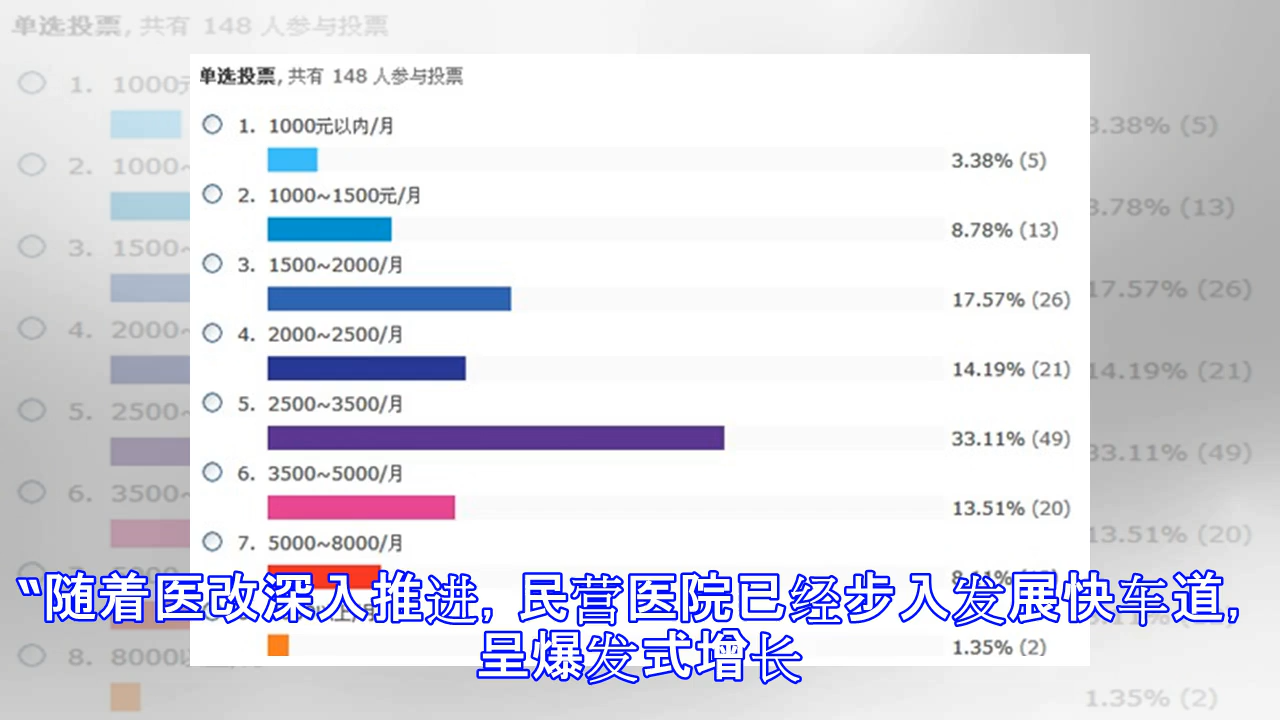 单选投票, 共有 148 人参与投票
1. 1000元以内/月
3.38% (5)
2. 1000~1500元/月
8.78% (13)
3. 1500~2000/月
17.57% (26)
4. 2000~2500/月
14.19% (21)
5. 2500~3500/月
33.11% (49)
6. 3500~5000/月
13.51% (20)
7. 5000~8000/月
1.35% (2)
“随着医改深入推进, 民营医院已经步入发展快车道,
呈爆发式增长